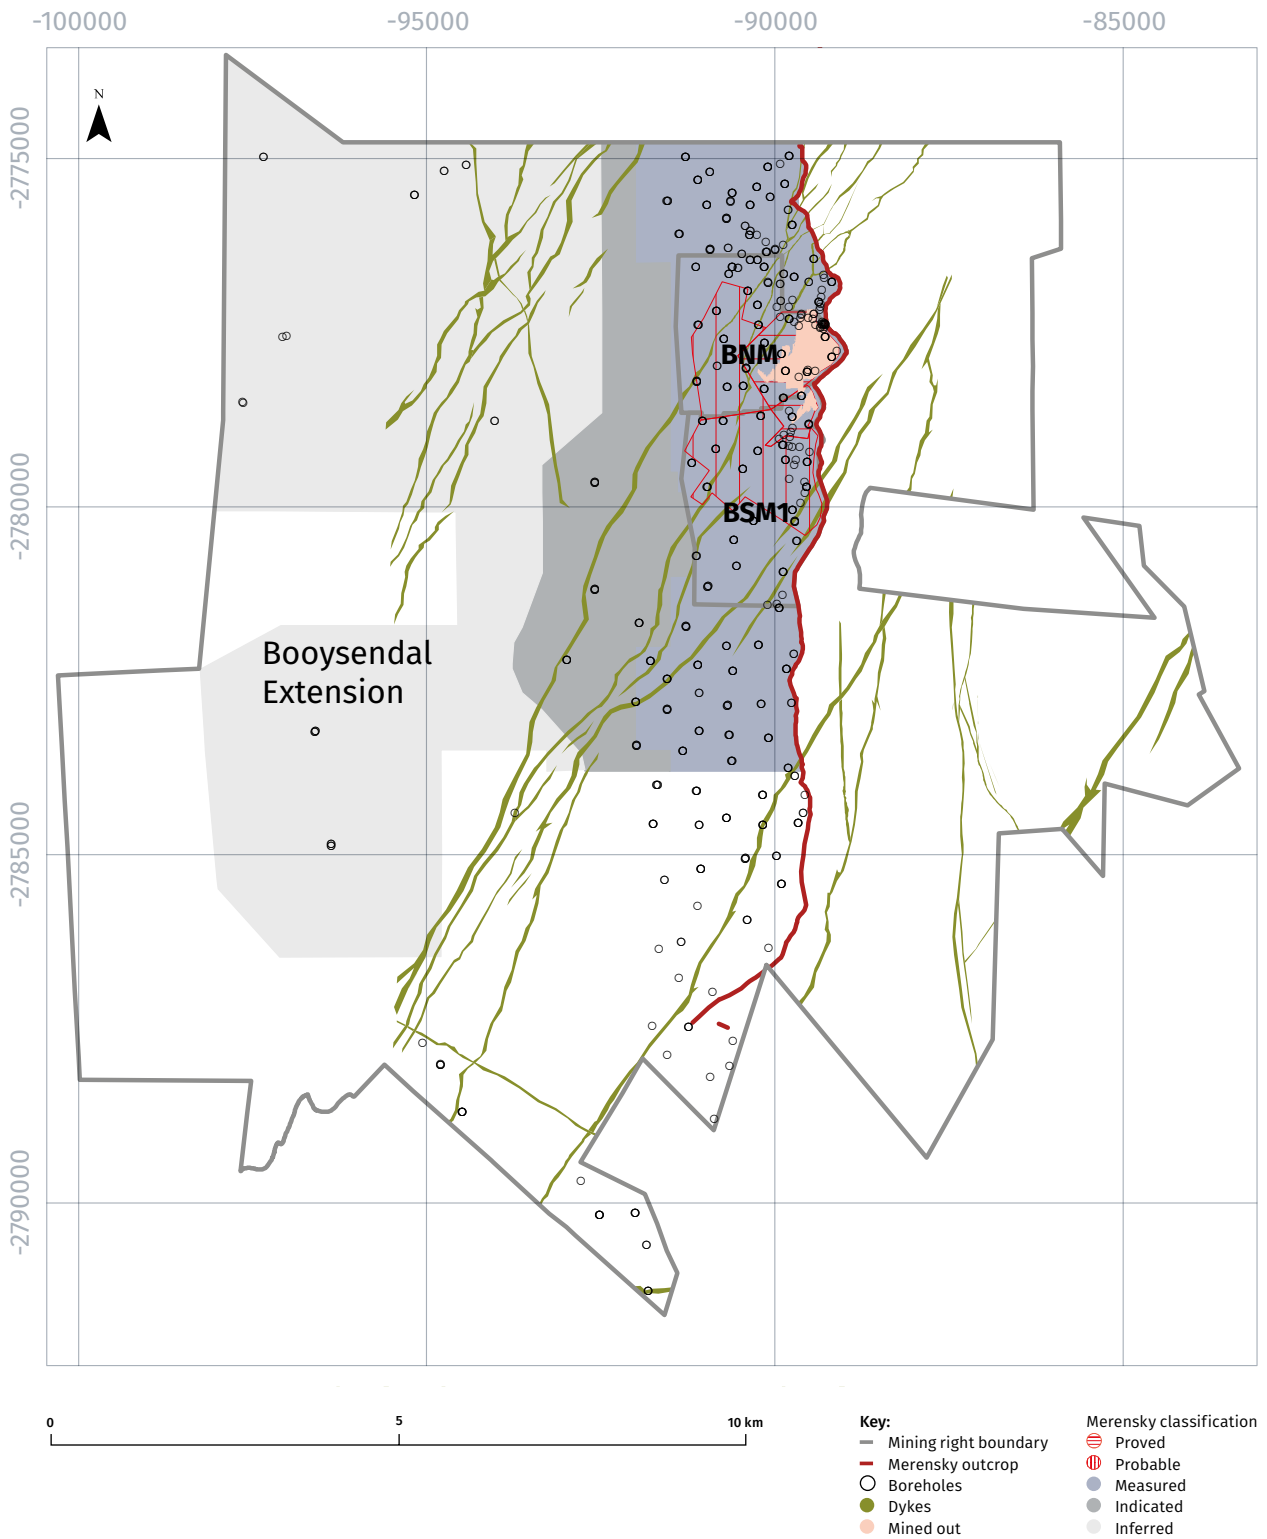 -100000 -95000 -90000 -85000
N
-2775000
BNM
-2780000
BSM1
Booysendal
Extension
-2785000
-2790000
0 5 10 km
Key:
Mining right boundary
Merensky outcrop
Boreholes
Dykes
Mined out
Merensky classification
Proved
Probable
Measured
Indicated
Inferred